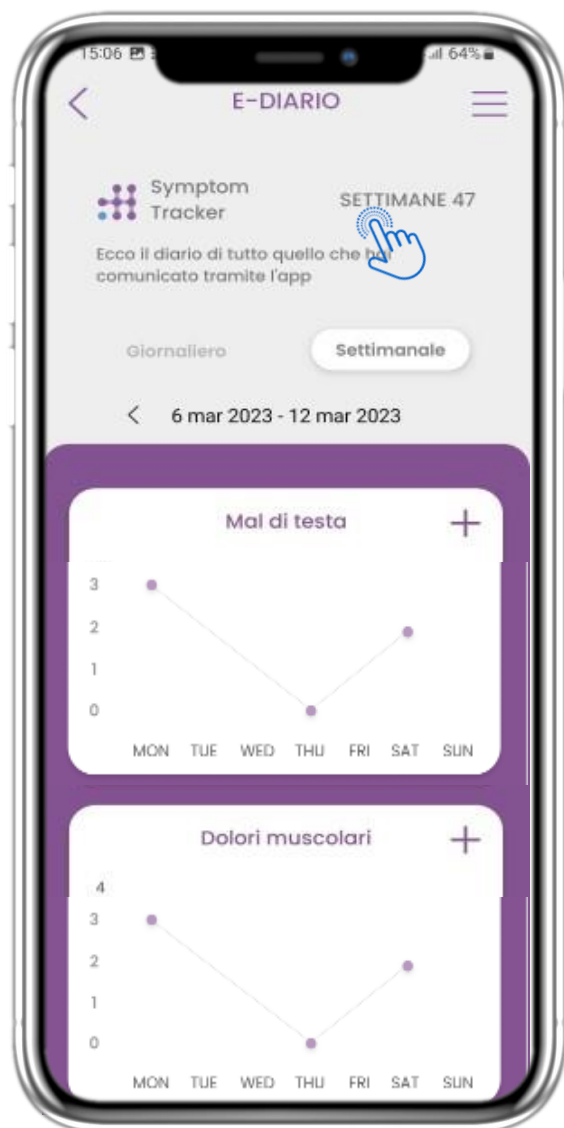 15:06 64%
E-DIARIO
Symptom
Tracker
SETTIMANE 47
Ecco il diario di tutto quello che hai
comunicato tramite l'app
Giornaliero Settimanale
< 6 mar 2023 - 12 mar 2023
Mal di testa +
3
2
1
0
MON TUE WED THU FRI SAT SUN
Dolori muscolari +
4
3
2
1
0
MON TUE WED THU FRI SAT SUN